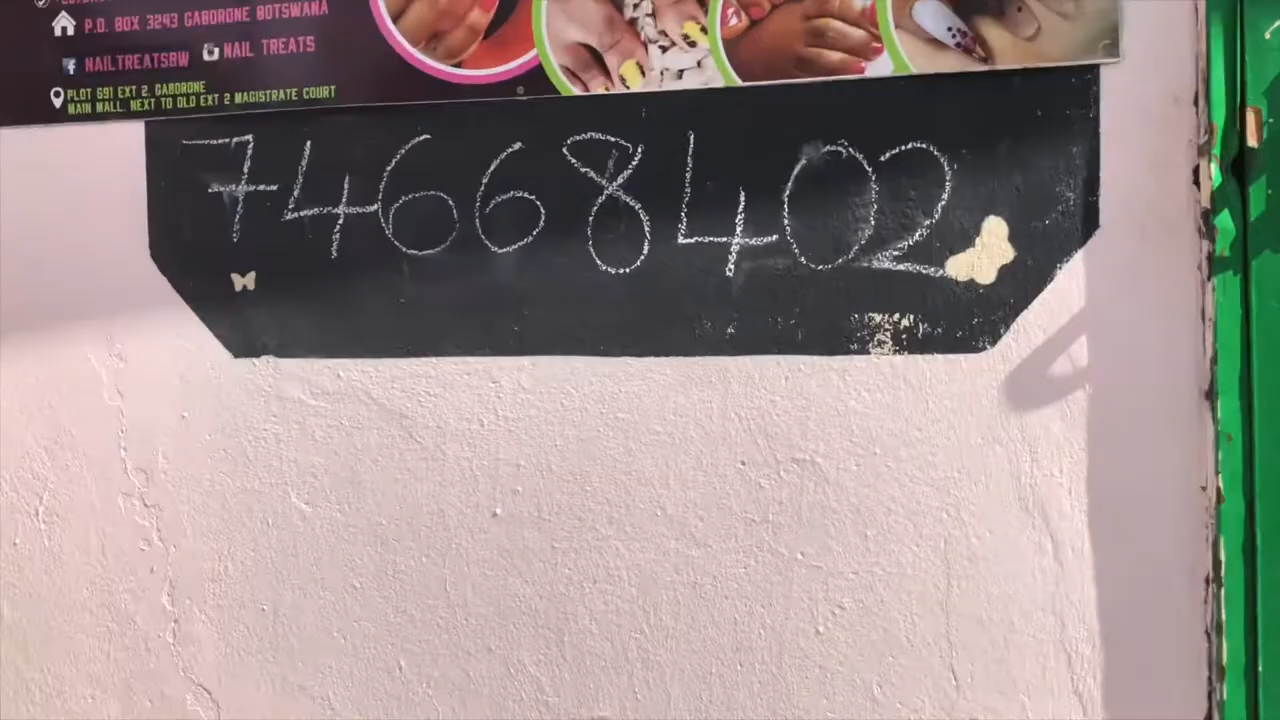 P.O. BOX 3243 GABORONE BOTSWANA
NAILTREATSBW NAIL TREATS
PLOT 691 EXT 2, GABORONE
MAIN MALL, NEXT TO OLD EXT 2 MAGISTRATE COURT
74668402